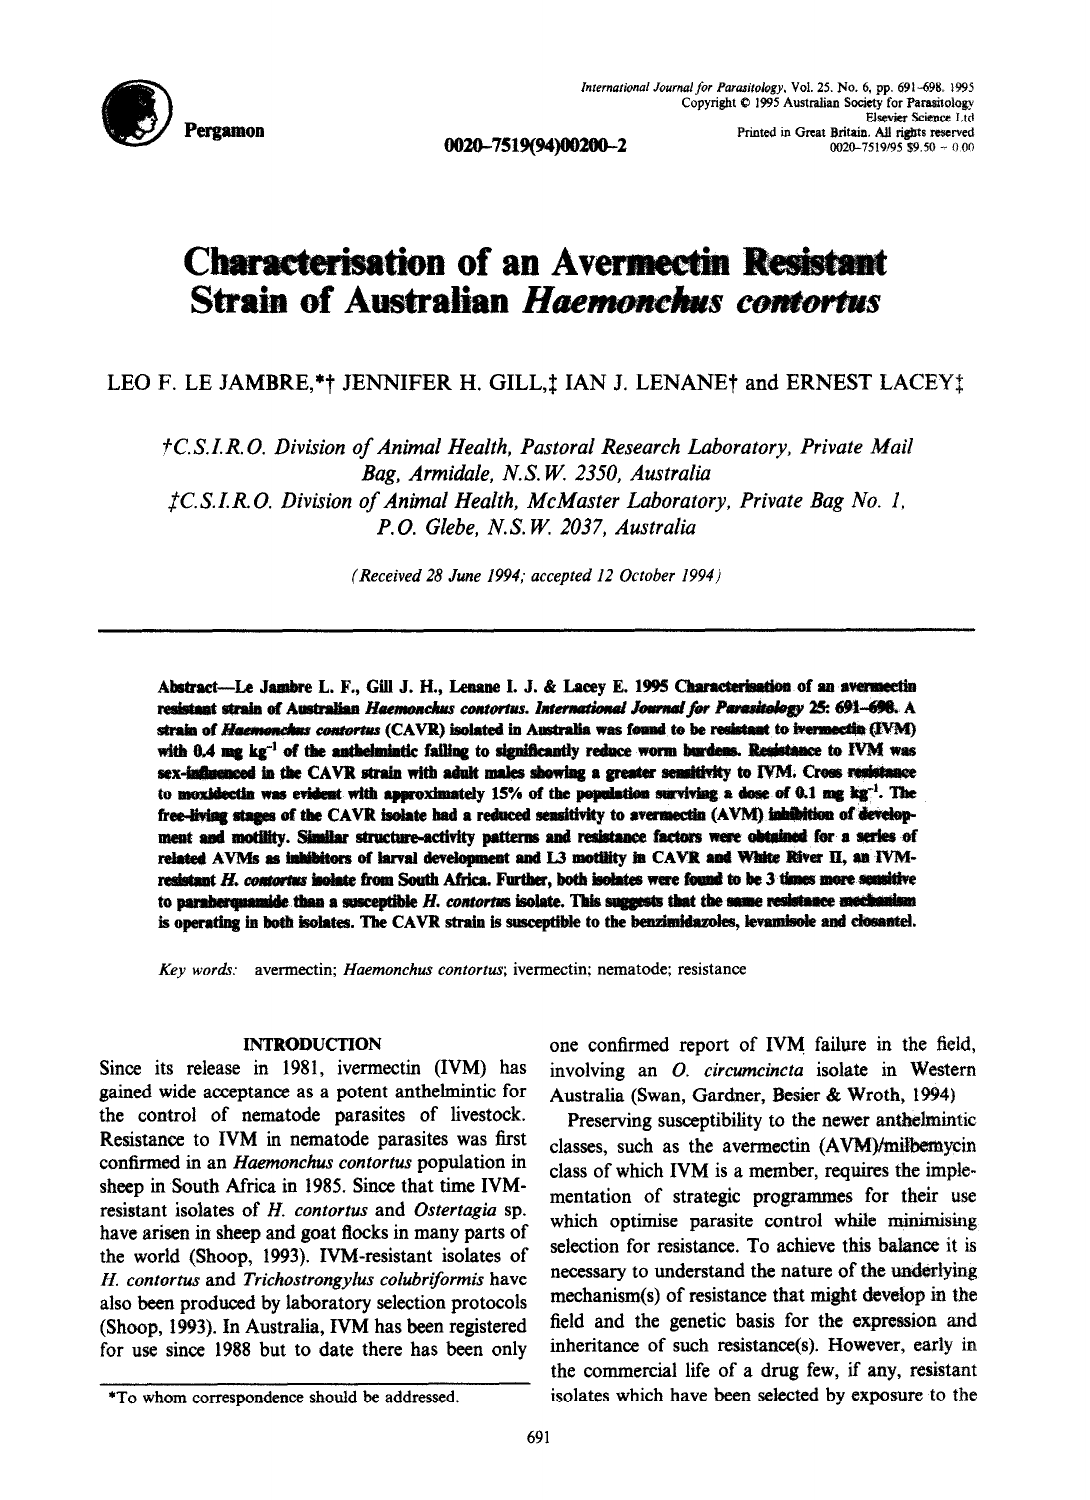 Pergamon
International Journal for Parasitology, Vol. 25. No. 6, pp. 691–698. 1995
Copyright © 1995 Australian Society for Parasitology
Elsevier Science Ltd
Printed in Great Britain. All rights reserved
0020–7519/95 $9.50 – 0.00
0020–7519(94)00200–2
Characterisation of an Avermectin Resistant
Strain of Australian Haemonchus contortus
LEO F. LE JAMBRE,*† JENNIFER H. GILL,‡ IAN J. LENANE† and ERNEST LACEY‡
†C.S.I.R.O. Division of Animal Health, Pastoral Research Laboratory, Private Mail
Bag, Armidale, N.S.W. 2350, Australia
‡C.S.I.R.O. Division of Animal Health, McMaster Laboratory, Private Bag No. 1,
P.O. Glebe, N.S.W. 2037, Australia
(Received 28 June 1994; accepted 12 October 1994)
Abstract—Le Jambre L. F., Gill J. H., Lenane I. J. & Lacey E. 1995 Characterisation of an avermectin
resistant strain of Australian Haemonchus contortus. International Journal for Parasitology 25: 691–698. A
strain of Haemonchus contortus (CAVR) isolated in Australia was found to be resistant to ivermectin (IVM)
with 0.4 mg kg⁻¹ of the anthelmintic failing to significantly reduce worm burdens. Resistance to IVM was
sex-influenced in the CAVR strain with adult males showing a greater sensitivity to IVM. Cross resistance
to moxidectin was evident with approximately 15% of the population surviving a dose of 0.1 mg kg⁻¹. The
free-living stages of the CAVR isolate had a reduced sensitivity to avermectin (AVM) inhibition of develop-
ment and motility. Similar structure-activity patterns and resistance factors were obtained for a series of
related AVMs as inhibitors of larval development and L3 motility in CAVR and White River II, an IVM-
resistant H. contortus isolate from South Africa. Further, both isolates were found to be 3 times more sensitive
to paraherquamide than a susceptible H. contortus isolate. This suggests that the same resistance mechanism
is operating in both isolates. The CAVR strain is susceptible to the benzimidazoles, levamisole and closantel.
Key words: avermectin; Haemonchus contortus; ivermectin; nematode; resistance
INTRODUCTION
Since its release in 1981, ivermectin (IVM) has
gained wide acceptance as a potent anthelmintic for
the control of nematode parasites of livestock.
Resistance to IVM in nematode parasites was first
confirmed in an Haemonchus contortus population in
sheep in South Africa in 1985. Since that time IVM-
resistant isolates of H. contortus and Ostertagia sp.
have arisen in sheep and goat flocks in many parts of
the world (Shoop, 1993). IVM-resistant isolates of
H. contortus and Trichostrongylus colubriformis have
also been produced by laboratory selection protocols
(Shoop, 1993). In Australia, IVM has been registered
for use since 1988 but to date there has been only
*To whom correspondence should be addressed.
one confirmed report of IVM failure in the field,
involving an O. circumcincta isolate in Western
Australia (Swan, Gardner, Besier & Wroth, 1994)
Preserving susceptibility to the newer anthelmintic
classes, such as the avermectin (AVM)/milbemycin
class of which IVM is a member, requires the imple-
mentation of strategic programmes for their use
which optimise parasite control while minimising
selection for resistance. To achieve this balance it is
necessary to understand the nature of the underlying
mechanism(s) of resistance that might develop in the
field and the genetic basis for the expression and
inheritance of such resistance(s). However, early in
the commercial life of a drug few, if any, resistant
isolates which have been selected by exposure to the
691